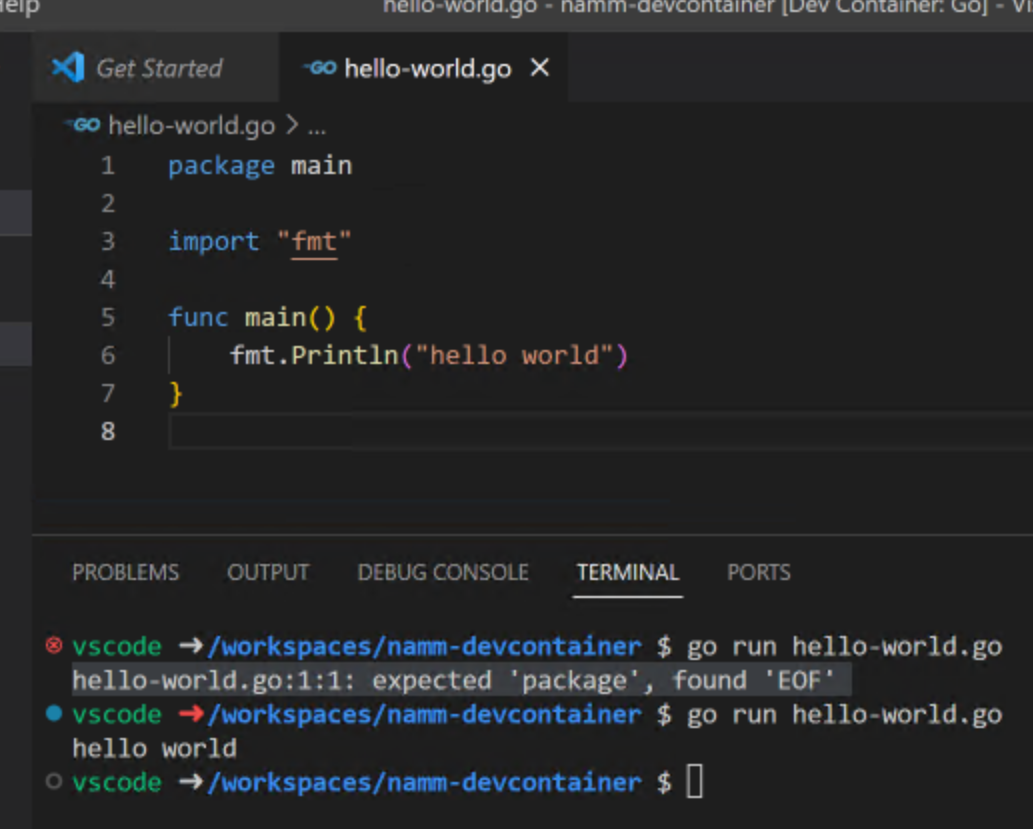 hello-world.go - namm-devcontainer [Dev Container: Go] -
Get Started GO hello-world.go ×
GO hello-world.go > ...
1 package main
2
3 import "fmt"
4
5 func main() {
6 fmt.Println("hello world")
7 }
8
PROBLEMS OUTPUT DEBUG CONSOLE TERMINAL PORTS
vscode → /workspaces/namm-devcontainer $ go run hello-world.go
hello-world.go:1:1: expected 'package', found 'EOF'
vscode → /workspaces/namm-devcontainer $ go run hello-world.go
hello world
vscode → /workspaces/namm-devcontainer $